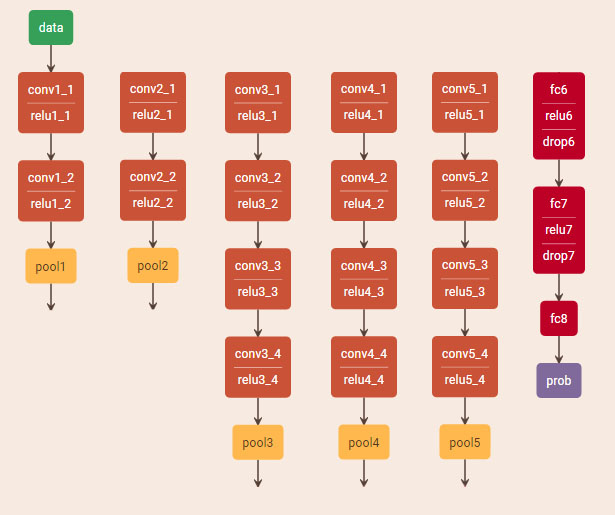 data
conv1_1
relu1_1
conv1_2
relu1_2
pool1
conv2_1
relu2_1
conv2_2
relu2_2
pool2
conv3_1
relu3_1
conv3_2
relu3_2
conv3_3
relu3_3
conv3_4
relu3_4
pool3
conv4_1
relu4_1
conv4_2
relu4_2
conv4_3
relu4_3
conv4_4
relu4_4
pool4
conv5_1
relu5_1
conv5_2
relu5_2
conv5_3
relu5_3
conv5_4
relu5_4
pool5
fc6
relu6
drop6
fc7
relu7
drop7
fc8
prob